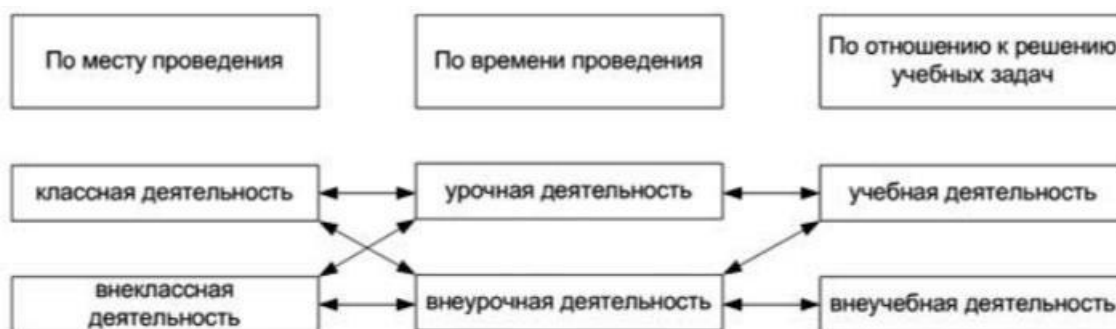 По месту проведения
По времени проведения
По отношению к решению
учебных задач
классная деятельность
урочная деятельность
учебная деятельность
внеклассная
деятельность
внеурочная деятельность
внеучебная деятельность